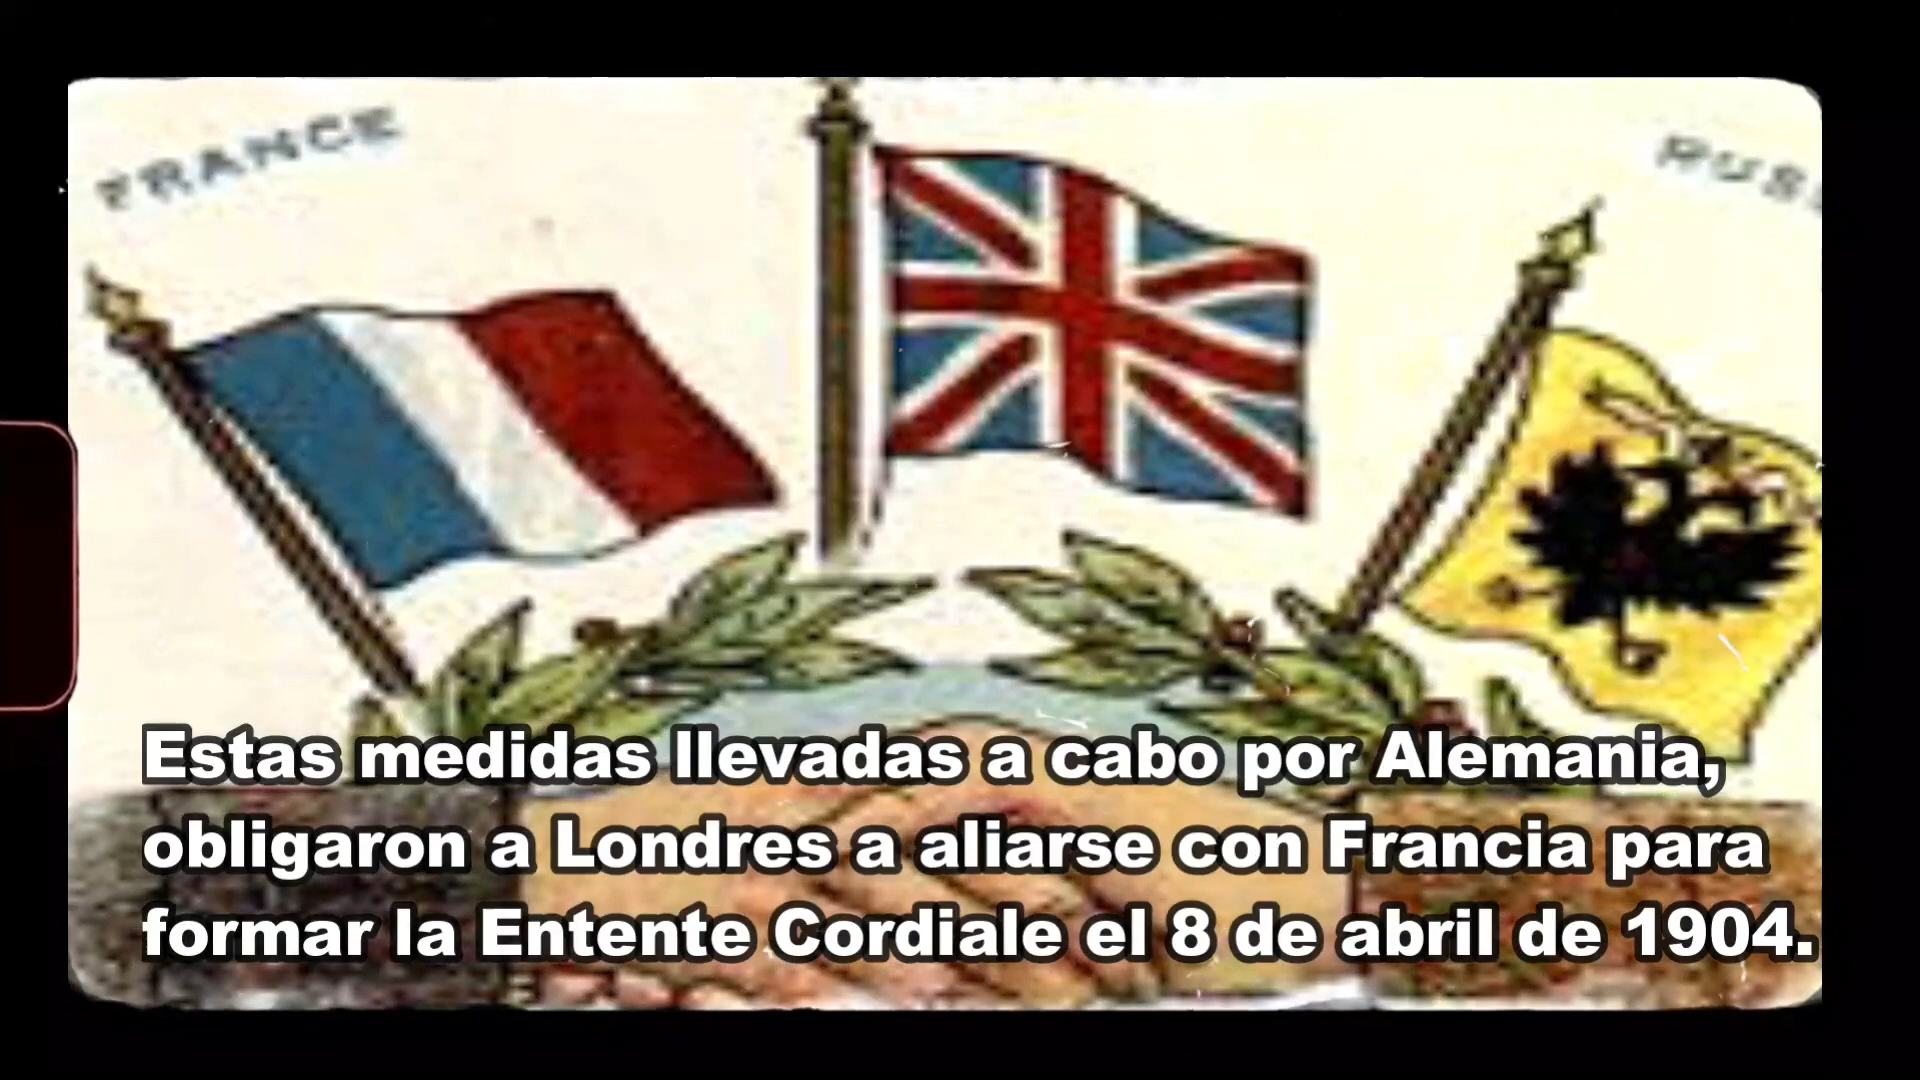 FRANCE
Estas medidas llevadas a cabo por Alemania,
obligaron a Londres a aliarse con Francia para
formar la Entente Cordiale el 8 de abril de 1904.